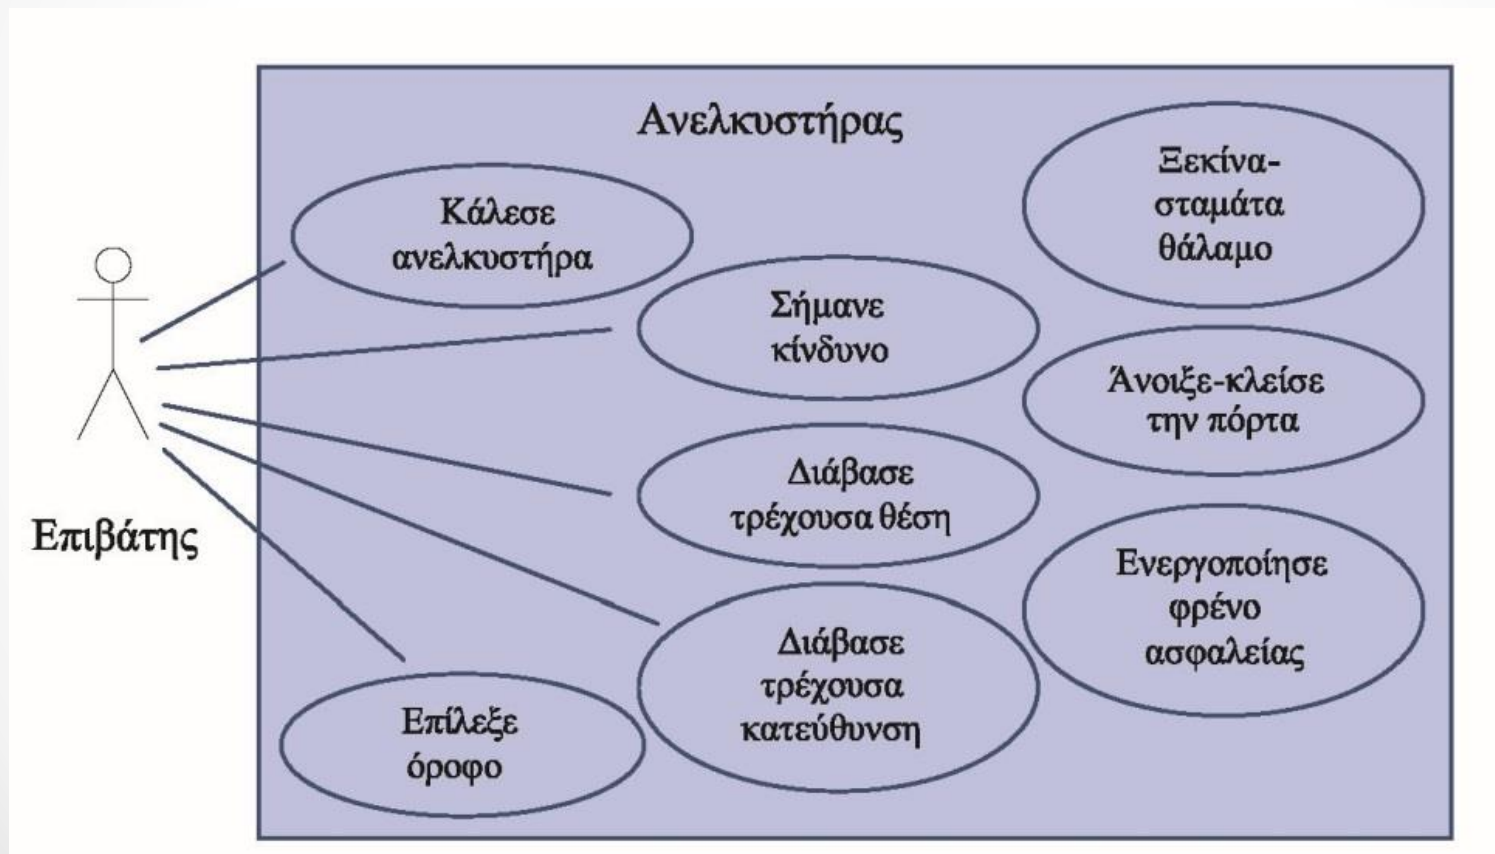 Ανελκυστήρας
Κάλεσε
ανελκυστήρα
Σήμανε
κίνδυνο
Διάβασε
τρέχουσα θέση
Διάβασε
τρέχουσα
κατεύθυνση
Επίλεξε
όροφο
Ξεκίνα-
σταμάτα
θάλαμο
Άνοιξε-κλείσε
την πόρτα
Ενεργοποίησε
φρένο
ασφαλείας
Επιβάτης